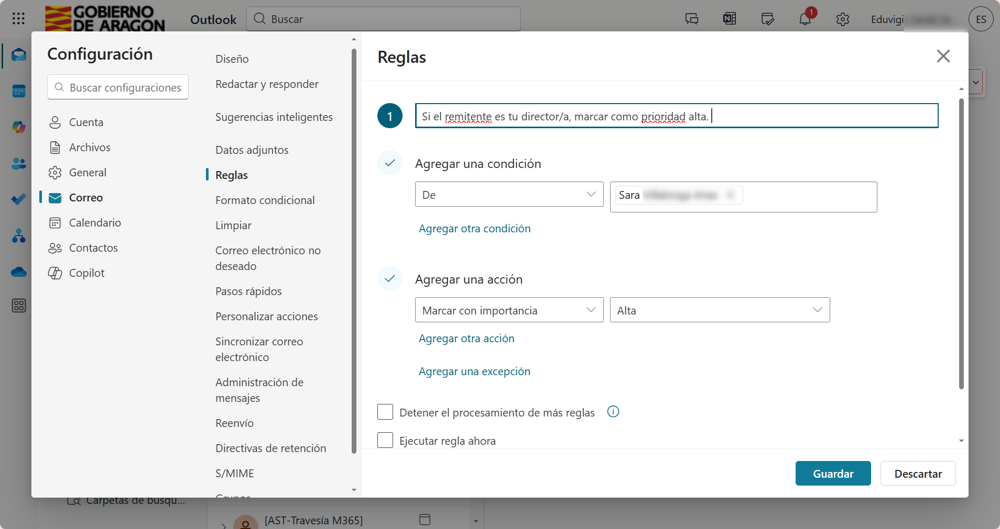 GOBIERNO
DE ARAGON
Outlook
Buscar
1
Eduvigi
ES
Configuración
Buscar configuraciones
Cuenta
Archivos
General
Correo
Calendario
Contactos
Copilot
Diseño
Redactar y responder
Sugerencias inteligentes
Datos adjuntos
Reglas
Formato condicional
Limpiar
Correo electrónico no
deseado
Pasos rápidos
Personalizar acciones
Sincronizar correo
electrónico
Administración de
mensajes
Reenvío
Directivas de retención
S/MIME
Grupos
Reglas
1
Si el remitente es tu director/a, marcar como prioridad alta.
Agregar una condición
De
Sara
Agregar otra condición
Agregar una acción
Marcar con importancia
Alta
Agregar otra acción
Agregar una excepción
Detener el procesamiento de más reglas
Ejecutar regla ahora
Guardar
Descartar
Carpetas de búsqu...
[AST-Travesía M365]